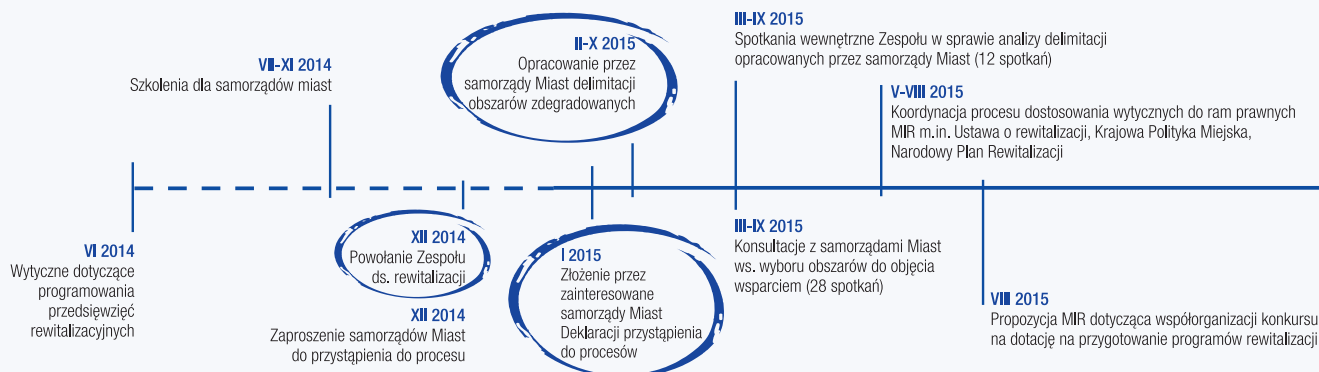 VI 2014
Wytyczne dotyczące
programowania
przedsięwzięć
rewitalizacyjnych
VII-XI 2014
Szkolenia dla samorządów miast
XII 2014
Powołanie Zespołu
ds. rewitalizacji
XII 2014
Zaproszenie samorządów Miast
do przystąpienia do procesu
I 2015
Złożenie przez
zainteresowane
samorządy Miast
Deklaracji przystąpienia
do procesów
II-X 2015
Opracowanie przez
samorządy Miast delimitacji
obszarów zdegradowanych
III-IX 2015
Spotkania wewnętrzne Zespołu w sprawie analizy delimitacji
opracowanych przez samorządy Miast (12 spotkań)
III-IX 2015
Konsultacje z samorządami Miast
ws. wyboru obszarów do objęcia
wsparciem (28 spotkań)
V-VIII 2015
Koordynacja procesu dostosowania wytycznych do ram prawnych
MIR m.in. Ustawa o rewitalizacji, Krajowa Polityka Miejska,
Narodowy Plan Rewitalizacji
VIII 2015
Propozycja MIR dotycząca współorganizacji konkursu
na dotację na przygotowanie programów rewitalizacji